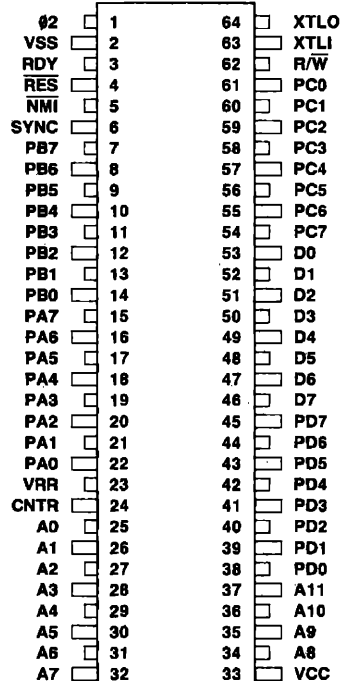 ø2 1 64 XTLO
VSS 2 63 XTLI
RDY 3 62 R/W̅
R̅E̅S̅ 4 61 PC0
N̅M̅I̅ 5 60 PC1
SYNC 6 59 PC2
PB7 7 58 PC3
PB6 8 57 PC4
PB5 9 56 PC5
PB4 10 55 PC6
PB3 11 54 PC7
PB2 12 53 D0
PB1 13 52 D1
PB0 14 51 D2
PA7 15 50 D3
PA6 16 49 D4
PA5 17 48 D5
PA4 18 47 D6
PA3 19 46 D7
PA2 20 45 PD7
PA1 21 44 PD6
PA0 22 43 PD5
VRR 23 42 PD4
CNTR 24 41 PD3
A0 25 40 PD2
A1 26 39 PD1
A2 27 38 PD0
A3 28 37 A11
A4 29 36 A10
A5 30 35 A9
A6 31 34 A8
A7 32 33 VCC